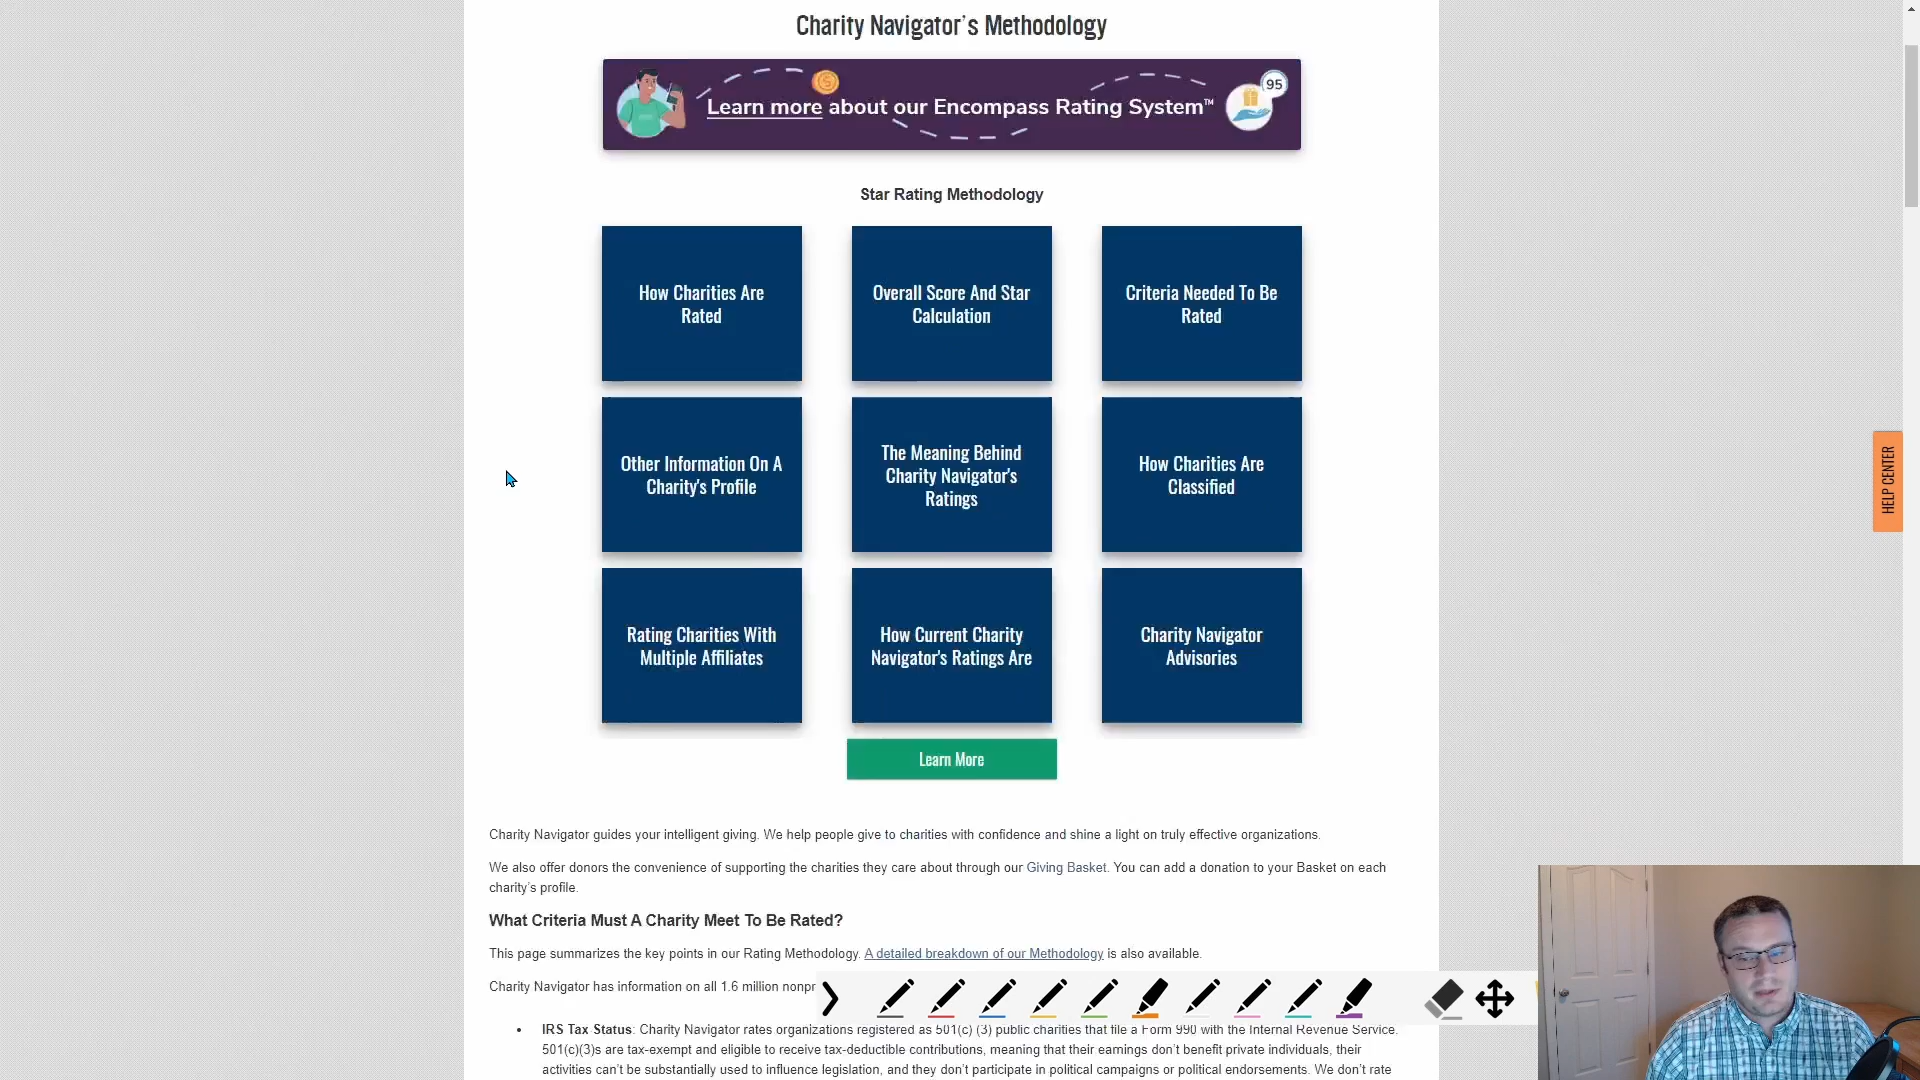 Charity Navigator's Methodology
Learn more about our Encompass Rating System™
95
Star Rating Methodology
How Charities Are
Rated
Overall Score And Star
Calculation
Criteria Needed To Be
Rated
Other Information On A
Charity's Profile
The Meaning Behind
Charity Navigator's
Ratings
How Charities Are
Classified
HELP CENTER
Rating Charities With
Multiple Affiliates
How Current Charity
Navigator's Ratings Are
Charity Navigator
Advisories
Learn More
Charity Navigator guides your intelligent giving. We help people give to charities with confidence and shine a light on truly effective organizations.
We also offer donors the convenience of supporting the charities they care about through our Giving Basket. You can add a donation to your Basket on each
charity's profile.
What Criteria Must A Charity Meet To Be Rated?
This page summarizes the key points in our Rating Methodology. A detailed breakdown of our Methodology is also available.
Charity Navigator has information on all 1.6 million
• IRS Tax Status: Charity Navigator rates organizations registered as 501(c) (3) public charities that file a Form 990 with the Internal Revenue Service.
501(c)(3)s are tax-exempt and eligible to receive tax-deductible contributions, meaning that their earnings don't benefit private individuals, their
activities can't be substantially used to influence legislation, and they don't participate in political campaigns or political endorsements. We don't rate